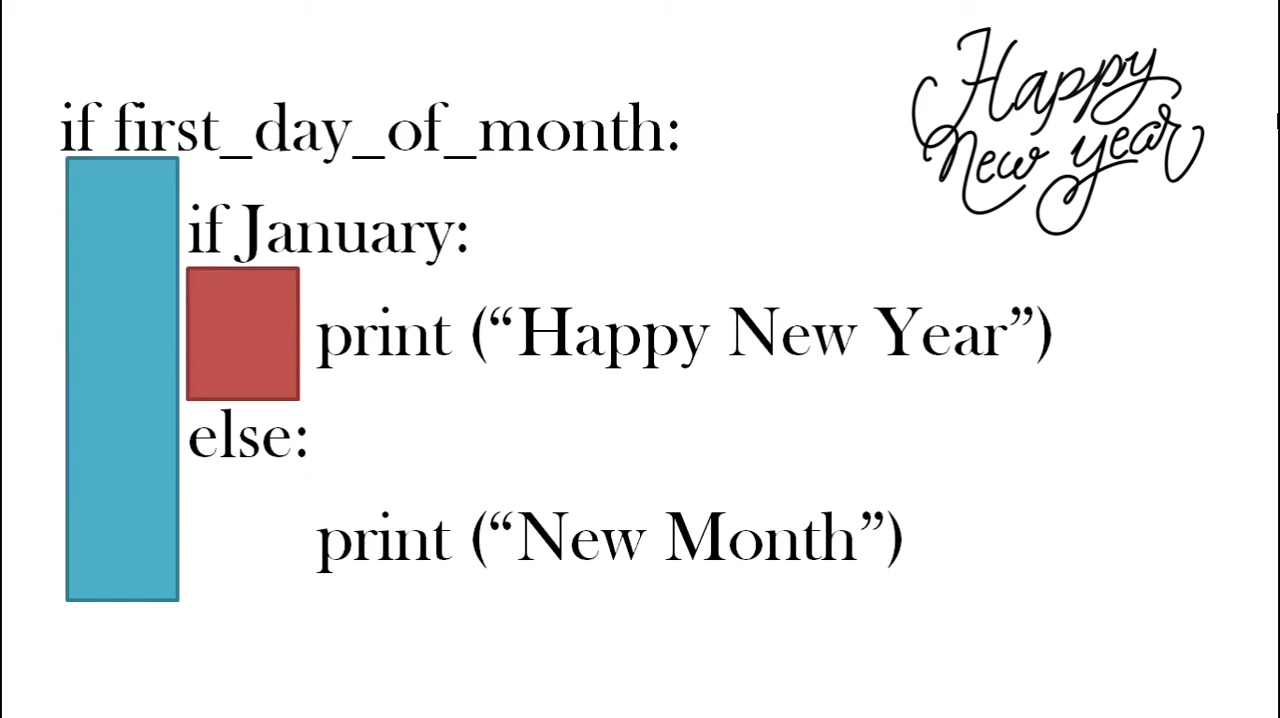 Happy
New year
if first_day_of_month:
if January:
print (“Happy New Year”)
else:
print (“New Month”)